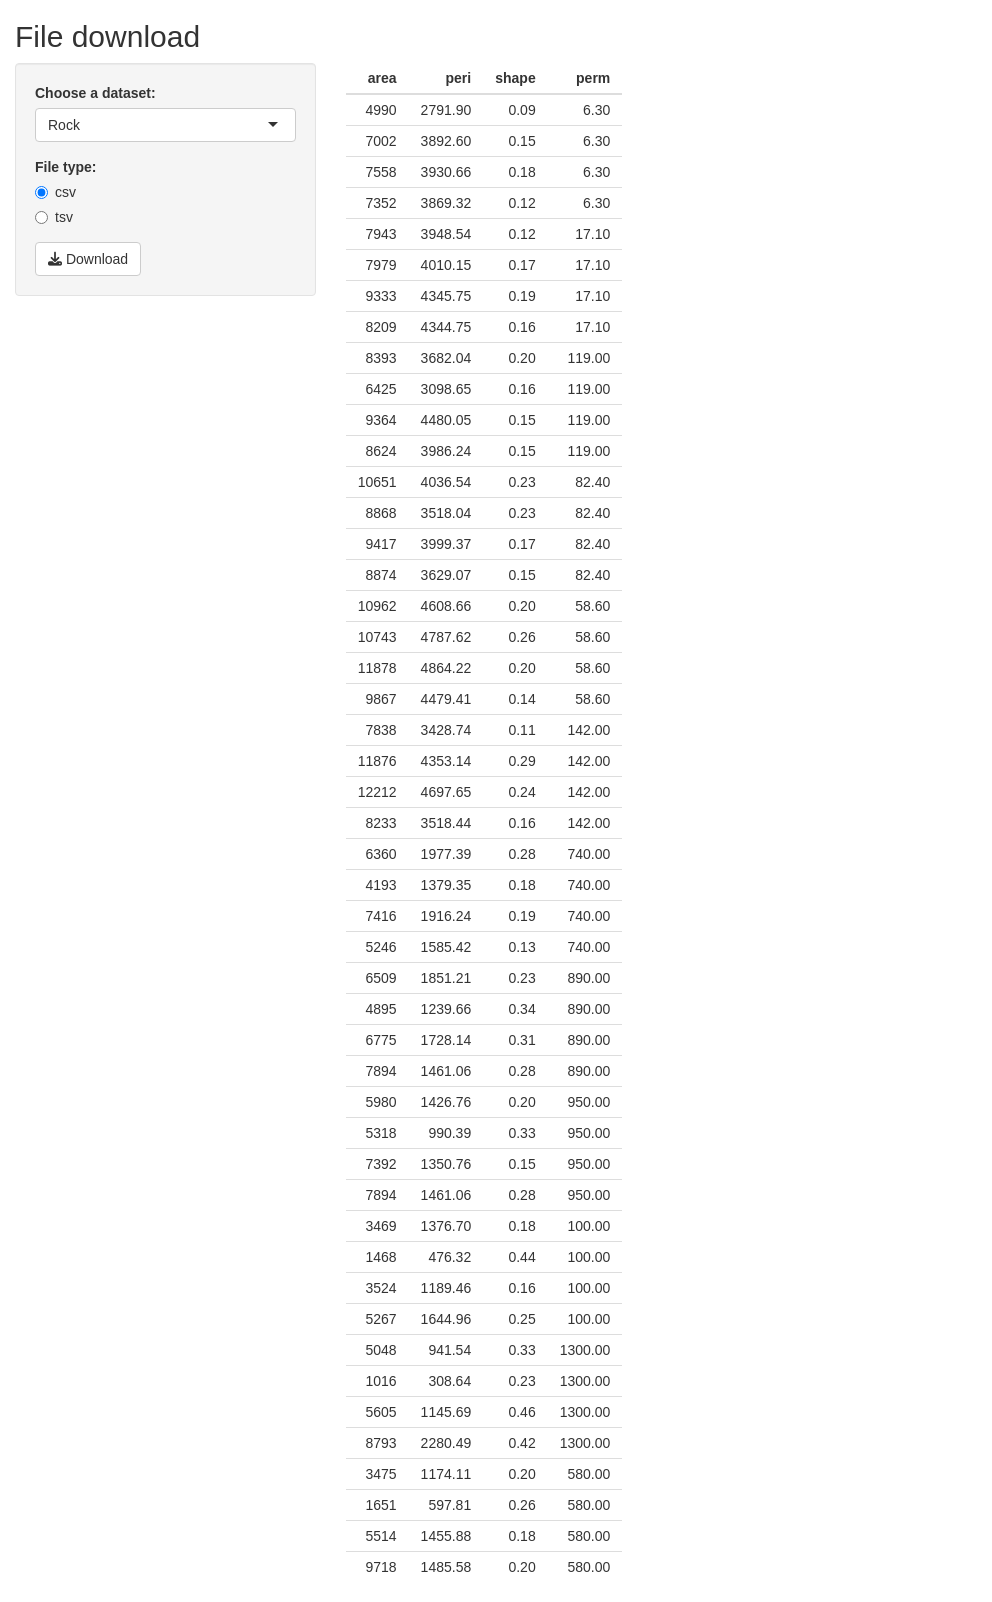 File download
Choose a dataset:
Rock
File type:
csv
tsv
Download
area peri shape perm
4990 2791.90 0.09 6.30
7002 3892.60 0.15 6.30
7558 3930.66 0.18 6.30
7352 3869.32 0.12 6.30
7943 3948.54 0.12 17.10
7979 4010.15 0.17 17.10
9333 4345.75 0.19 17.10
8209 4344.75 0.16 17.10
8393 3682.04 0.20 119.00
6425 3098.65 0.16 119.00
9364 4480.05 0.15 119.00
8624 3986.24 0.15 119.00
10651 4036.54 0.23 82.40
8868 3518.04 0.23 82.40
9417 3999.37 0.17 82.40
8874 3629.07 0.15 82.40
10962 4608.66 0.20 58.60
10743 4787.62 0.26 58.60
11878 4864.22 0.20 58.60
9867 4479.41 0.14 58.60
7838 3428.74 0.11 142.00
11876 4353.14 0.29 142.00
12212 4697.65 0.24 142.00
8233 3518.44 0.16 142.00
6360 1977.39 0.28 740.00
4193 1379.35 0.18 740.00
7416 1916.24 0.19 740.00
5246 1585.42 0.13 740.00
6509 1851.21 0.23 890.00
4895 1239.66 0.34 890.00
6775 1728.14 0.31 890.00
7894 1461.06 0.28 890.00
5980 1426.76 0.20 950.00
5318 990.39 0.33 950.00
7392 1350.76 0.15 950.00
7894 1461.06 0.28 950.00
3469 1376.70 0.18 100.00
1468 476.32 0.44 100.00
3524 1189.46 0.16 100.00
5267 1644.96 0.25 100.00
5048 941.54 0.33 1300.00
1016 308.64 0.23 1300.00
5605 1145.69 0.46 1300.00
8793 2280.49 0.42 1300.00
3475 1174.11 0.20 580.00
1651 597.81 0.26 580.00
5514 1455.88 0.18 580.00
9718 1485.58 0.20 580.00